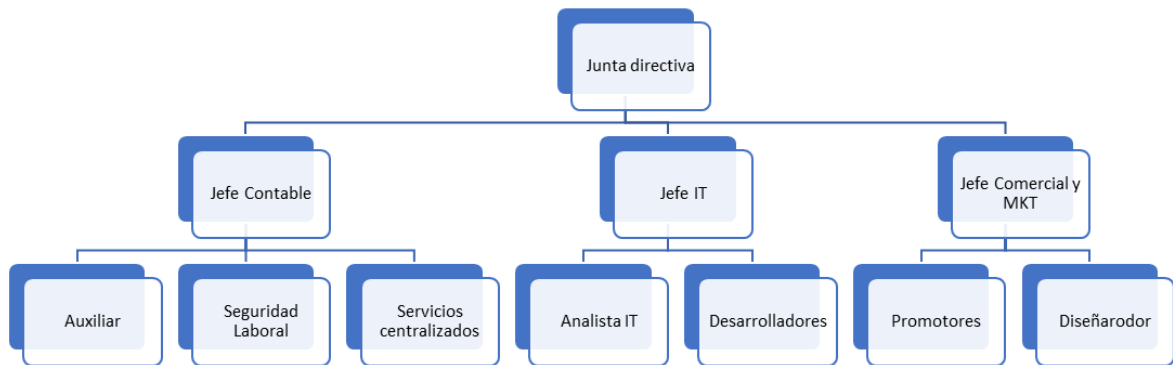 Junta directiva
Jefe Contable
Jefe IT
Jefe Comercial y
MKT
Auxiliar
Seguridad
Laboral
Servicios
centralizados
Analista IT
Desarrolladores
Promotores
Diseñarodor